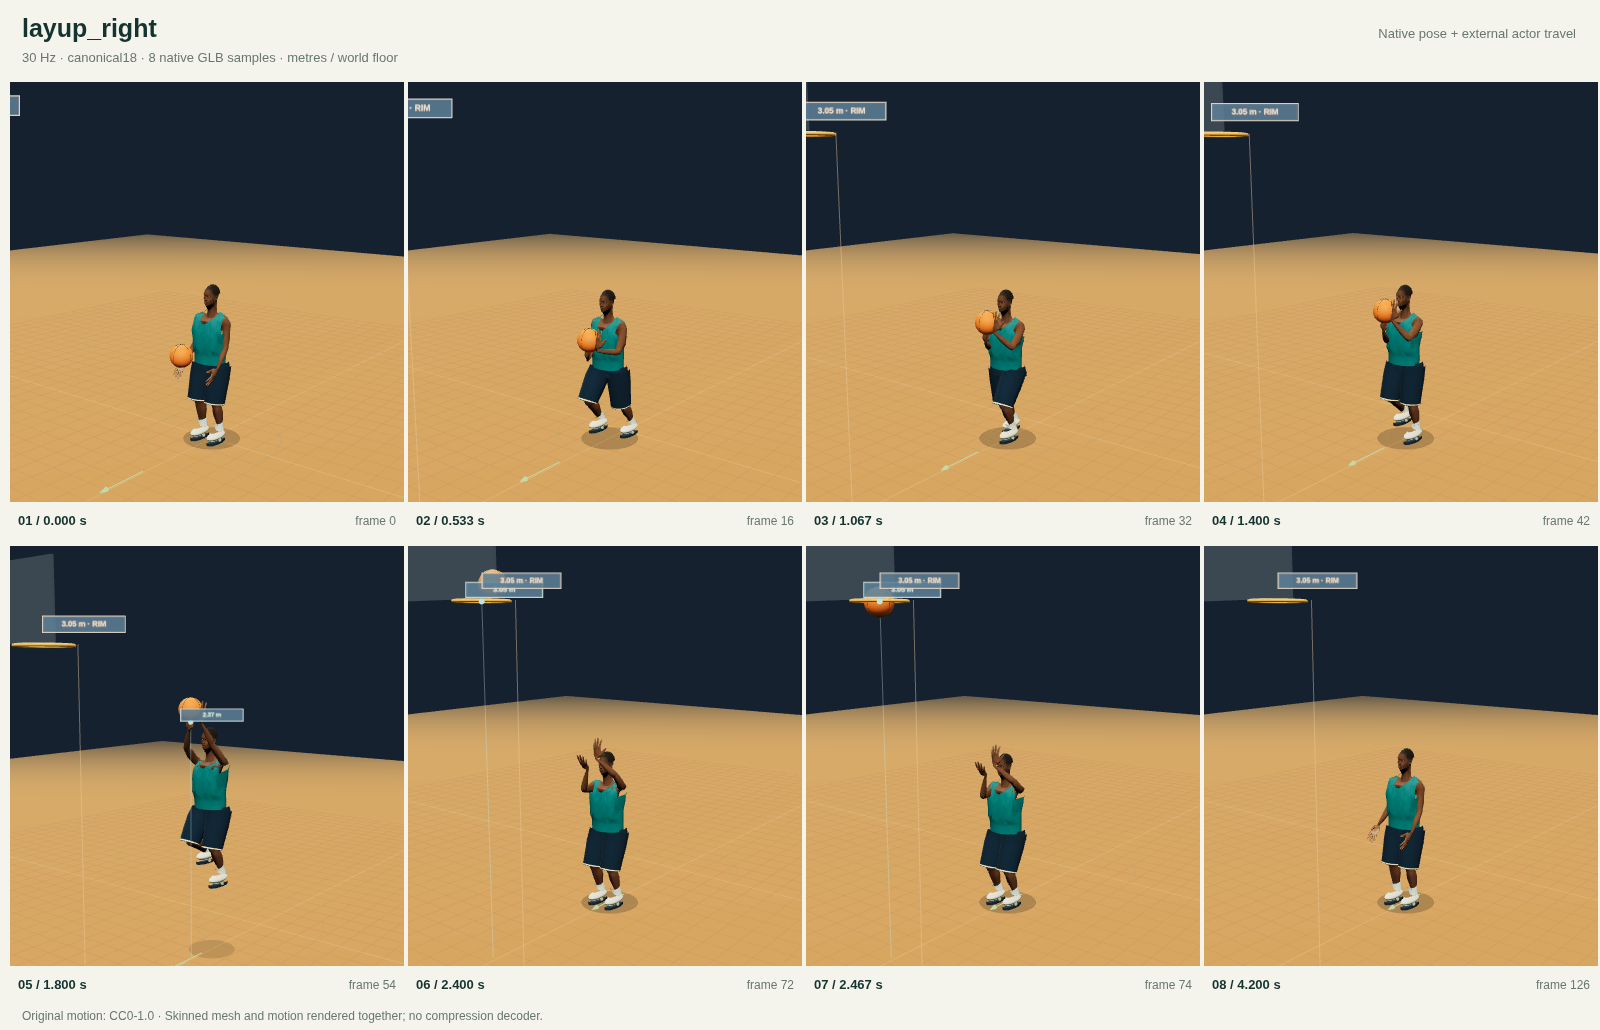 layup_right
Native pose + external actor travel
30 Hz · canonical18 · 8 native GLB samples · metres / world floor
· RIM
3.05 m · RIM
3.05 m · RIM
01 / 0.000 s
frame 0
02 / 0.533 s
frame 16
03 / 1.067 s
frame 32
04 / 1.400 s
frame 42
3.05 m · RIM
3.05 m · RIM
3.05 m · RIM
3.05 m · RIM
05 / 1.800 s
frame 54
06 / 2.400 s
frame 72
07 / 2.467 s
frame 74
08 / 4.200 s
frame 126
Original motion: CC0-1.0 · Skinned mesh and motion rendered together; no compression decoder.